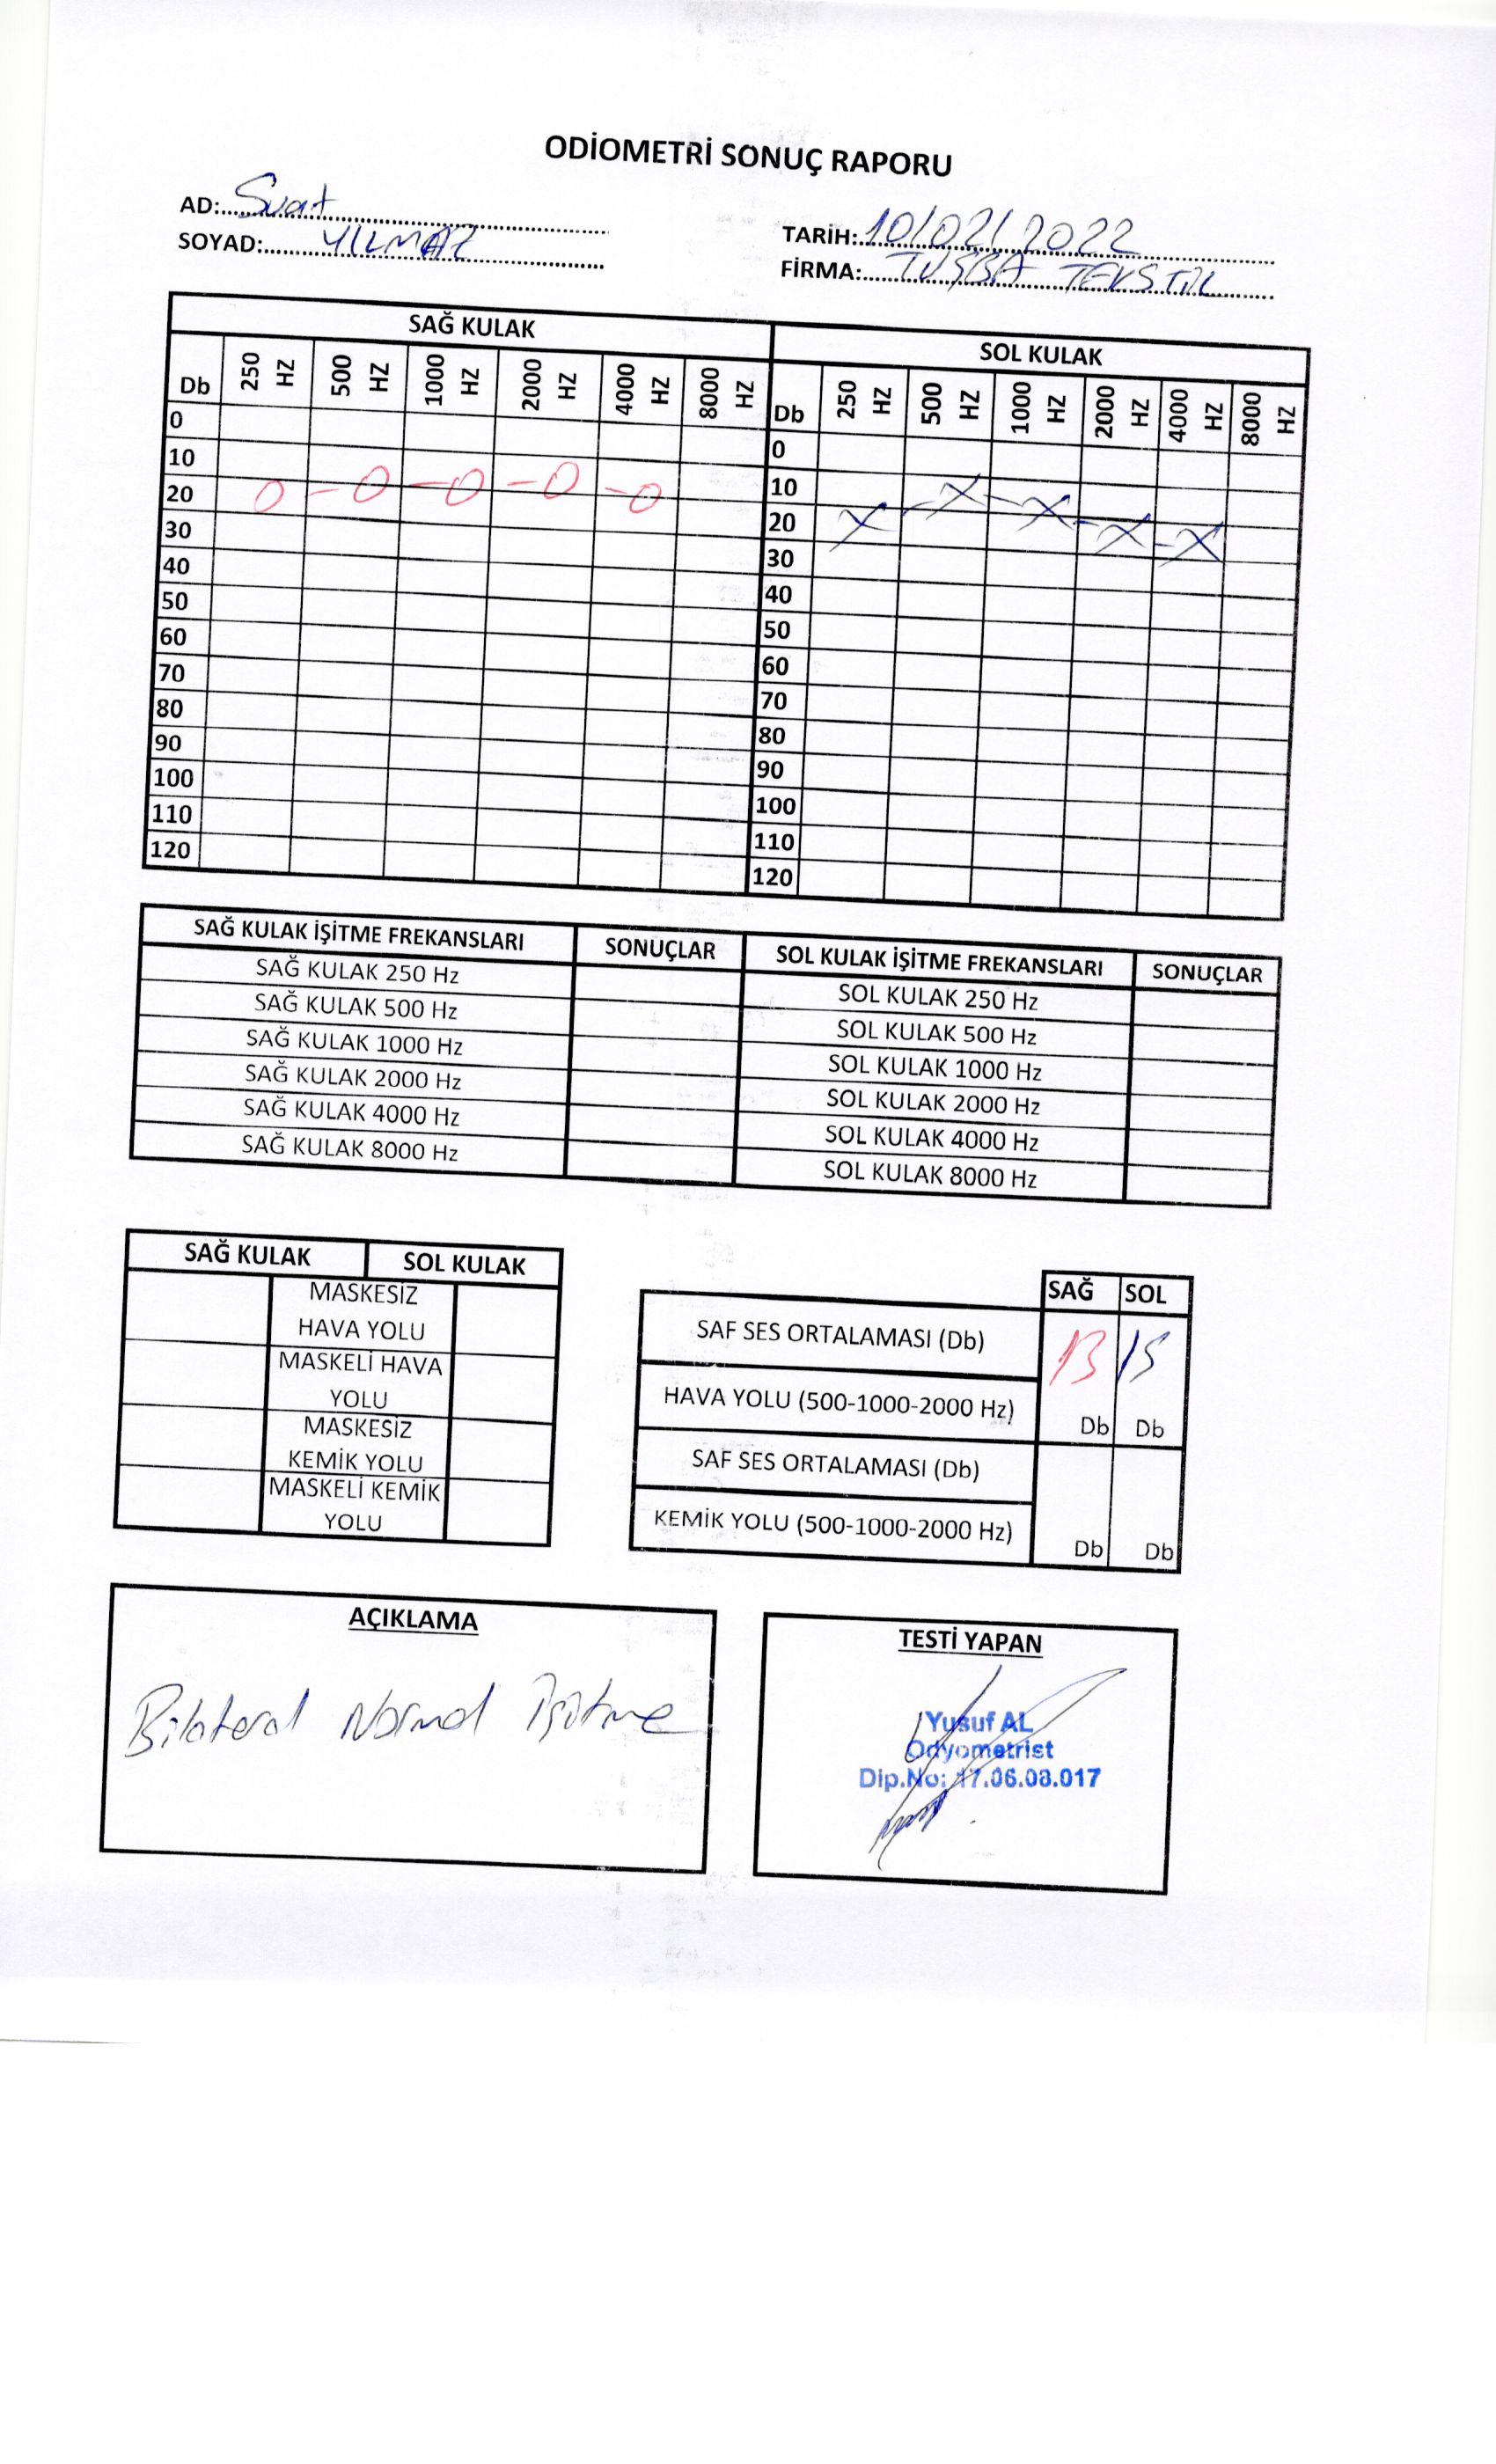 ODİOMETRİ SONUÇ RAPORU
AD: Suat
SOYAD: YILMAZ
TARİH: 10/02/2022
FİRMA: TUŞBA TEKSTİL
SAĞ KULAK SOL KULAK
Db 250 HZ 500 HZ 1000 HZ 2000 HZ 4000 HZ 8000 HZ Db 250 HZ 500 HZ 1000 HZ 2000 HZ 4000 HZ 8000 HZ
0 0
10 10
20 20
30 30
40 40
50 50
60 60
70 70
80 80
90 90
100 100
110 110
120 120
SAĞ KULAK İŞİTME FREKANSLARI SONUÇLAR SOL KULAK İŞİTME FREKANSLARI SONUÇLAR
SAĞ KULAK 250 Hz SOL KULAK 250 Hz
SAĞ KULAK 500 Hz SOL KULAK 500 Hz
SAĞ KULAK 1000 Hz SOL KULAK 1000 Hz
SAĞ KULAK 2000 Hz SOL KULAK 2000 Hz
SAĞ KULAK 4000 Hz SOL KULAK 4000 Hz
SAĞ KULAK 8000 Hz SOL KULAK 8000 Hz
SAĞ KULAK SOL KULAK
MASKESİZ
HAVA YOLU
MASKELİ HAVA
YOLU
MASKESİZ
KEMİK YOLU
MASKELİ KEMİK
YOLU
SAĞ SOL
SAF SES ORTALAMASI (Db) 13 15
HAVA YOLU (500-1000-2000 Hz) Db Db
SAF SES ORTALAMASI (Db)
KEMİK YOLU (500-1000-2000 Hz) Db Db
AÇIKLAMA
Bilateral Normal İşitme
TESTİ YAPAN
Yusuf AL
Odyometrist
Dip.No: 17.06.08.017